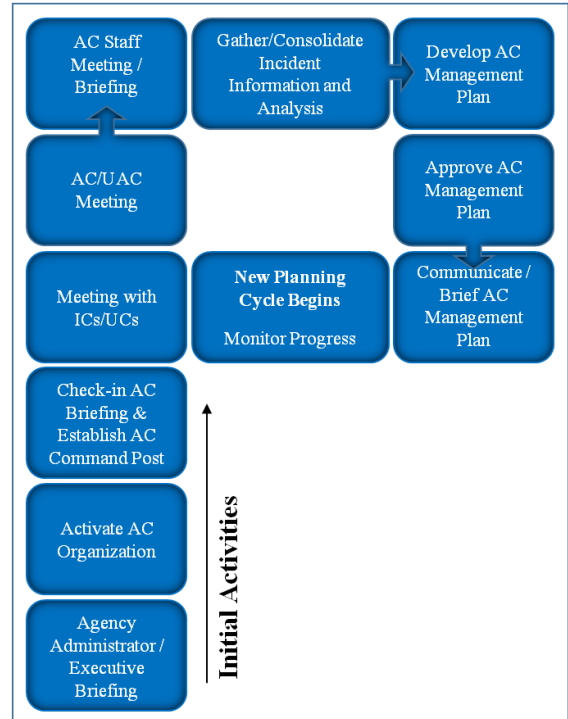 AC Staff
Meeting /
Briefing
Gather/Consolidate
Incident
Information and
Analysis
Develop AC
Management
Plan
AC/UAC
Meeting
Approve AC
Management
Plan
Meeting with
ICs/UCs
New Planning
Cycle Begins
Monitor Progress
Communicate /
Brief AC
Management
Plan
Check-in AC
Briefing &
Establish AC
Command Post
Activate AC
Organization
Agency
Administrator /
Executive
Briefing
Initial Activities